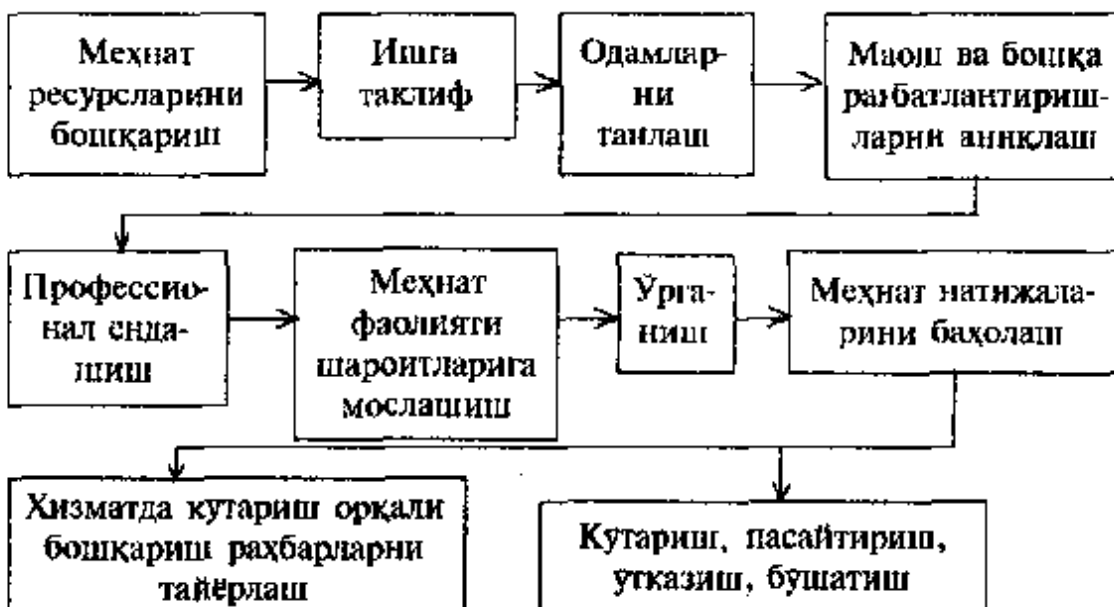 Меҳнат
ресурсларини
бошқариш
Ишга
таклиф
Одамлар-
ни
танлаш
Маош ва бошқа
рағбатлантириш-
ларни аниқлаш
Профессио-
нал ёнда-
шиш
Меҳнат
фаолияти
шароитларига
мослашиш
Ўрга-
ниш
Меҳнат натижала-
рини баҳолаш
Хизматда кутариш орқали
бошқариш раҳбарларни
тайёрлаш
Кутариш, пасайтириш,
утказиш, бушатиш